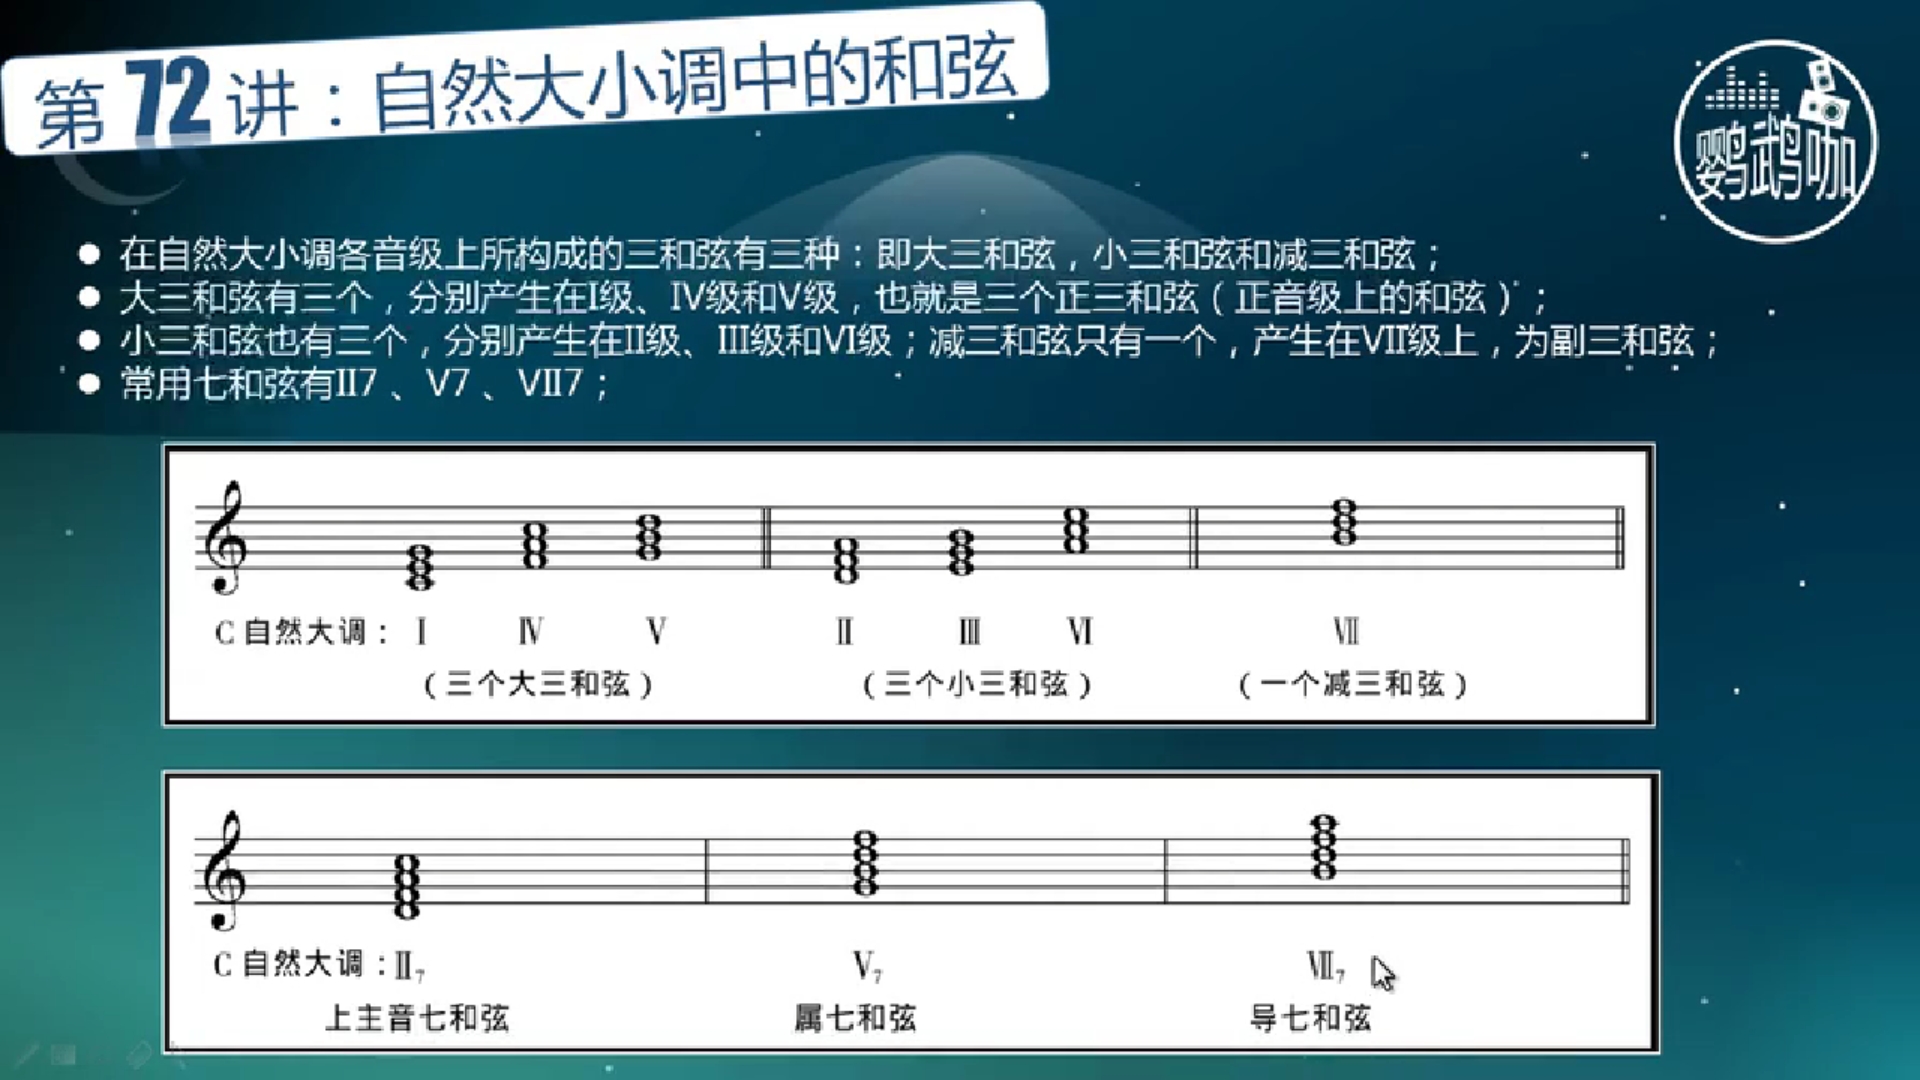 第72讲：自然大小调中的和弦
鹦鹉咖
在自然大小调各音级上所构成的三和弦有三种：即大三和弦，小三和弦和减三和弦；
大三和弦有三个，分别产生在I级、IV级和V级，也就是三个正三和弦（正音级上的和弦）；
小三和弦也有三个，分别产生在II级、III级和VI级；减三和弦只有一个，产生在VII级上，为副三和弦；
常用七和弦有II7、V7、VII7；
C自然大调： Ⅰ Ⅳ Ⅴ Ⅱ Ⅲ Ⅵ Ⅶ
（三个大三和弦） （三个小三和弦） （一个减三和弦）
C自然大调：Ⅱ₇ Ⅴ₇ Ⅶ₇
上主音七和弦 属七和弦 导七和弦